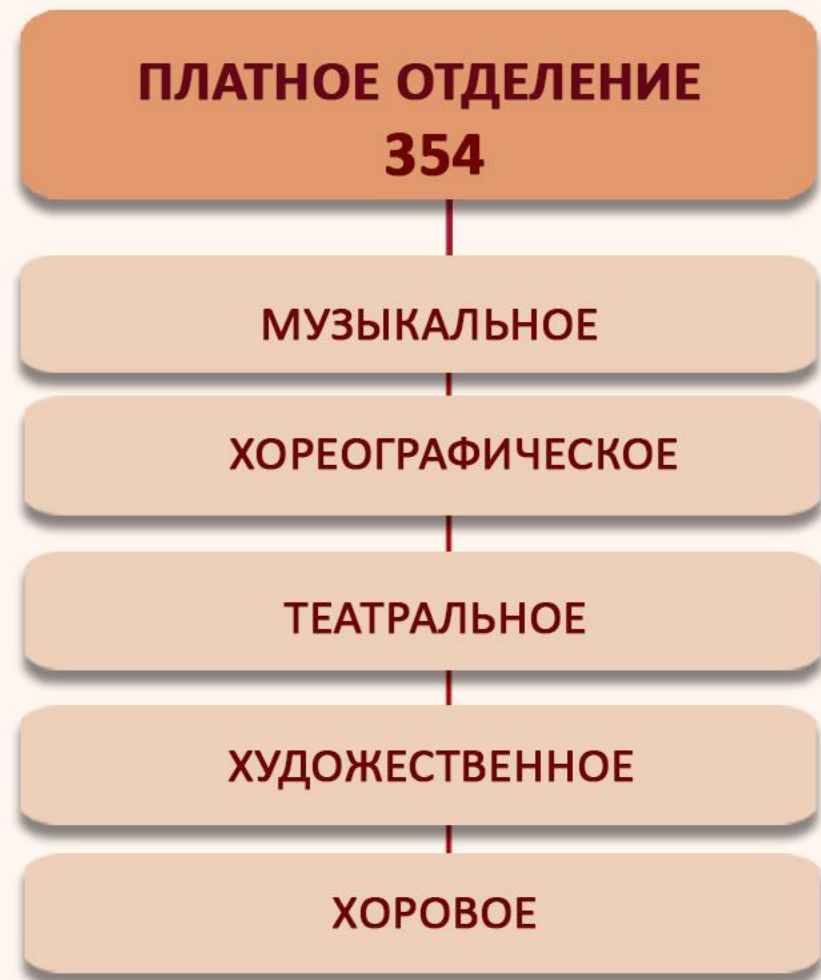 ПЛАТНОЕ ОТДЕЛЕНИЕ
354
МУЗЫКАЛЬНОЕ
ХОРЕОГРАФИЧЕСКОЕ
ТЕАТРАЛЬНОЕ
ХУДОЖЕСТВЕННОЕ
ХОРОВОЕ